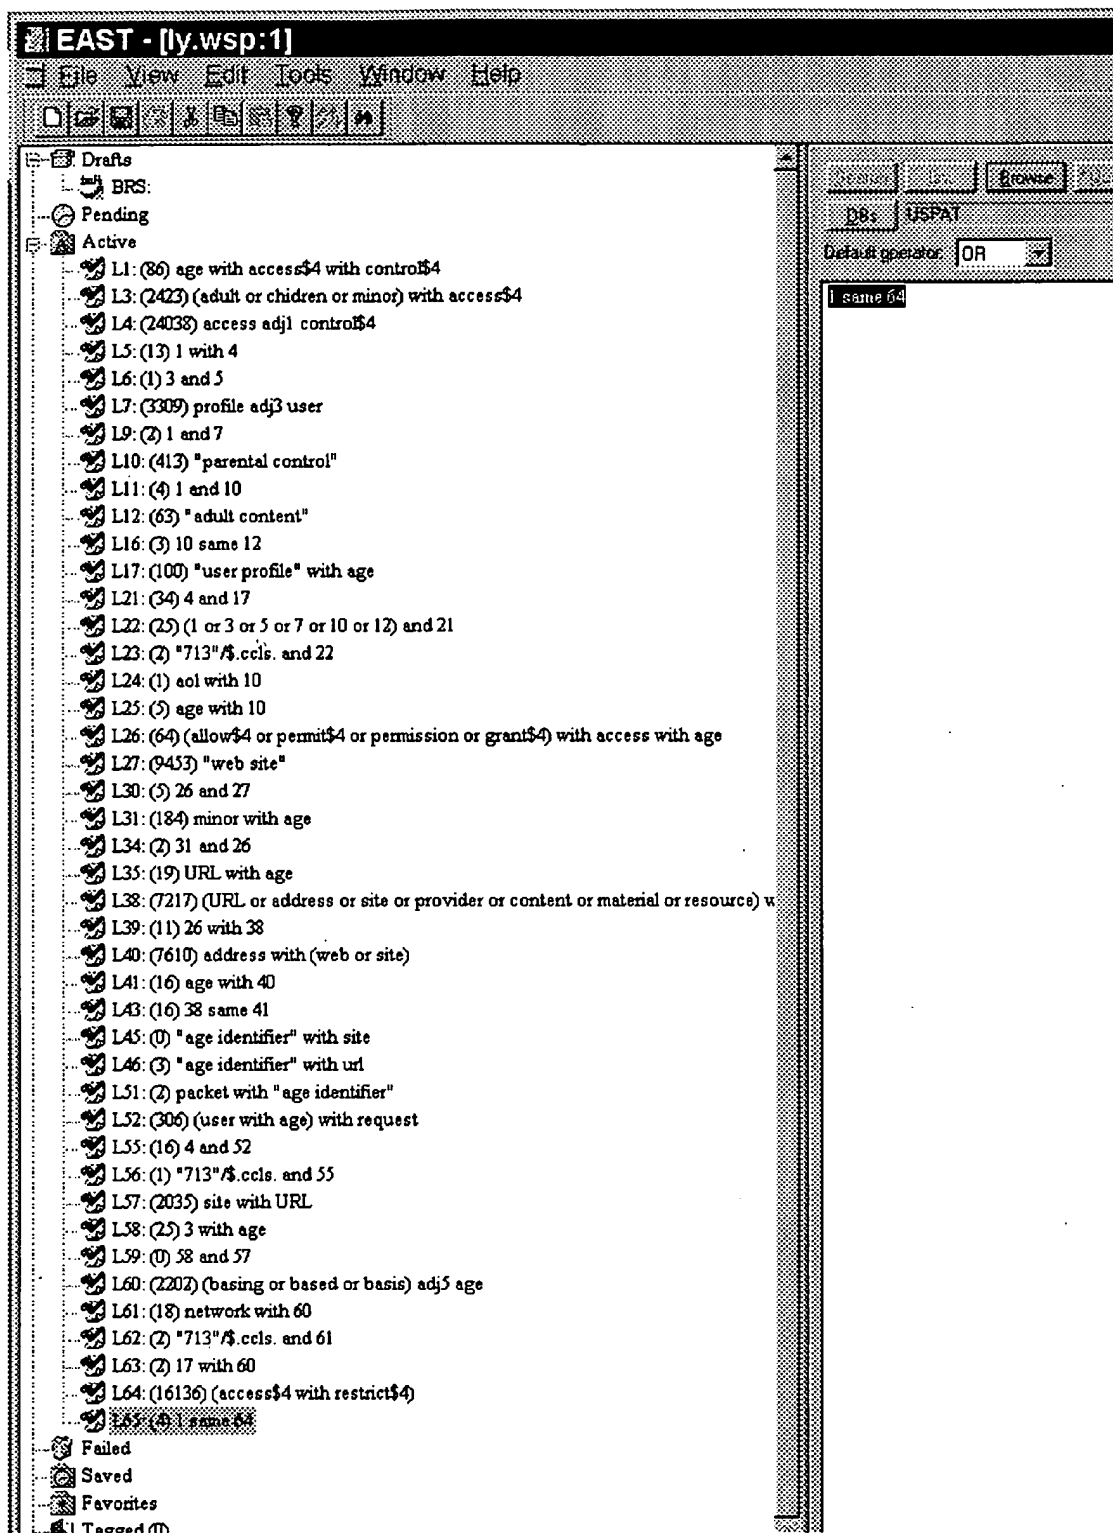 EAST - [ly.wsp:1]
File View Edit Tools Window Help
Drafts
BRS:
Pending
Active
L1: (86) age with access$4 with control$4
L3: (2423) (adult or chidren or minor) with access$4
L4: (24038) access adj1 control$4
L5: (13) 1 with 4
L6: (1) 3 and 5
L7: (3309) profile adj3 user
L9: (2) 1 and 7
L10: (413) "parental control"
L11: (4) 1 and 10
L12: (63) "adult content"
L16: (3) 10 same 12
L17: (100) "user profile" with age
L21: (34) 4 and 17
L22: (25) (1 or 3 or 5 or 7 or 10 or 12) and 21
L23: (2) "713"/$.ccls. and 22
L24: (1) aol with 10
L25: (5) age with 10
L26: (64) (allow$4 or permit$4 or permission or grant$4) with access with age
L27: (9453) "web site"
L30: (5) 26 and 27
L31: (184) minor with age
L34: (2) 31 and 26
L35: (19) URL with age
L38: (7217) (URL or address or site or provider or content or material or resource) w
L39: (11) 26 with 38
L40: (7610) address with (web or site)
L41: (16) age with 40
L43: (16) 38 same 41
L45: (0) "age identifier" with site
L46: (3) "age identifier" with url
L51: (2) packet with "age identifier"
L52: (306) (user with age) with request
L55: (16) 4 and 52
L56: (1) "713"/$.ccls. and 55
L57: (2035) site with URL
L58: (25) 3 with age
L59: (0) 58 and 57
L60: (2202) (basing or based or basis) adj5 age
L61: (18) network with 60
L62: (2) "713"/$.ccls. and 61
L63: (2) 17 with 60
L64: (16136) (access$4 with restrict$4)
L65: (4) 1 same 64
Failed
Saved
Favorites
Tagged (0)
Browse
DBs USPAT
Default operator: OR
1 same 64